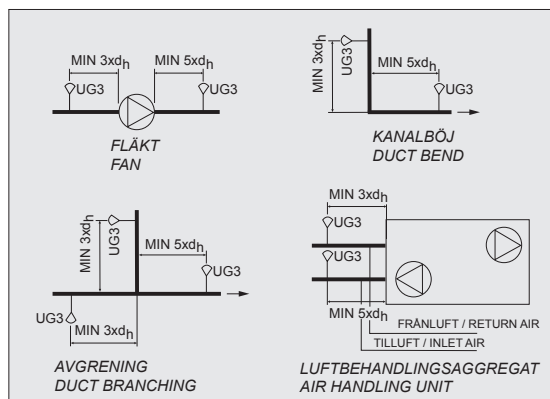 MIN 3xdh
MIN 5xdh
UG3
UG3
FLÄKT
FAN
MIN 3xdh
UG3
MIN 5xdh
UG3
KANALBÖJ
DUCT BEND
MIN 3xdh
UG3
MIN 5xdh
UG3
UG3
MIN 3xdh
AVGRENING
DUCT BRANCHING
MIN 3xdh
UG3
UG3
MIN 5xdh
FRÅNLUFT / RETURN AIR
TILLUFT / INLET AIR
LUFTBEHANDLINGSAGGREGAT
AIR HANDLING UNIT